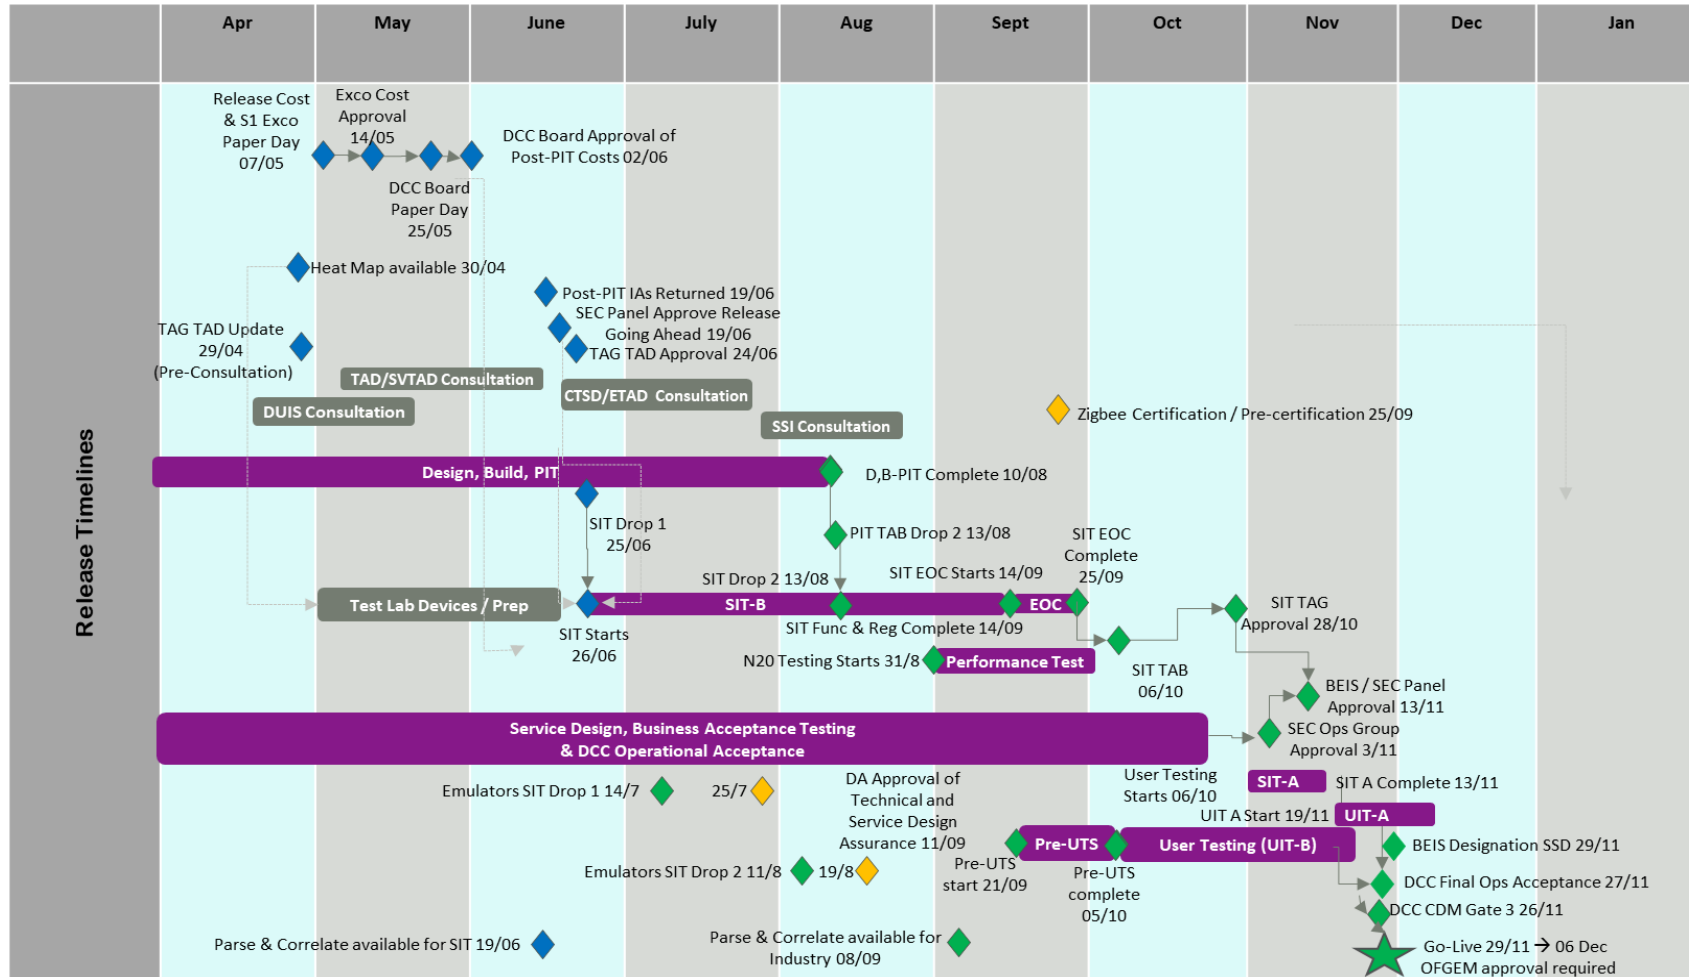 Apr
May
June
July
Aug
Sept
Oct
Nov
Dec
Jan
Release Timelines
Release Cost
& S1 Exco
Paper Day
07/05
Exco Cost
Approval
14/05
DCC Board Approval of
Post-PIT Costs 02/06
DCC Board
Paper Day
25/05
Heat Map available 30/04
Post-PIT IAs Returned 19/06
SEC Panel Approve Release
Going Ahead 19/06
TAG TAD Approval 24/06
TAG TAD Update
29/04
(Pre-Consultation)
TAD/SVTAD Consultation
CTSD/ETAD Consultation
DUIS Consultation
SSI Consultation
Zigbee Certification / Pre-certification 25/09
Design, Build, PIT
D,B-PIT Complete 10/08
SIT Drop 1
25/06
PIT TAB Drop 2 13/08
SIT EOC
Complete
25/09
SIT Drop 2 13/08
SIT EOC Starts 14/09
Test Lab Devices / Prep
SIT-B
EOC
SIT TAG
Approval 28/10
SIT Starts
26/06
SIT Func & Reg Complete 14/09
N20 Testing Starts 31/8
Performance Test
SIT TAB
06/10
BEIS / SEC Panel
Approval 13/11
Service Design, Business Acceptance Testing
& DCC Operational Acceptance
SEC Ops Group
Approval 3/11
Emulators SIT Drop 1 14/7
25/7
DA Approval of
Technical and
Service Design
Assurance 11/09
User Testing
Starts 06/10
SIT-A
SIT A Complete 13/11
UIT A Start 19/11
UIT-A
Pre-UTS
User Testing (UIT-B)
BEIS Designation SSD 29/11
Emulators SIT Drop 2 11/8
19/8
Pre-UTS
start 21/09
Pre-UTS
complete
05/10
DCC Final Ops Acceptance 27/11
DCC CDM Gate 3 26/11
Parse & Correlate available for SIT 19/06
Parse & Correlate available for
Industry 08/09
Go-Live 29/11 → 06 Dec
OFGEM approval required